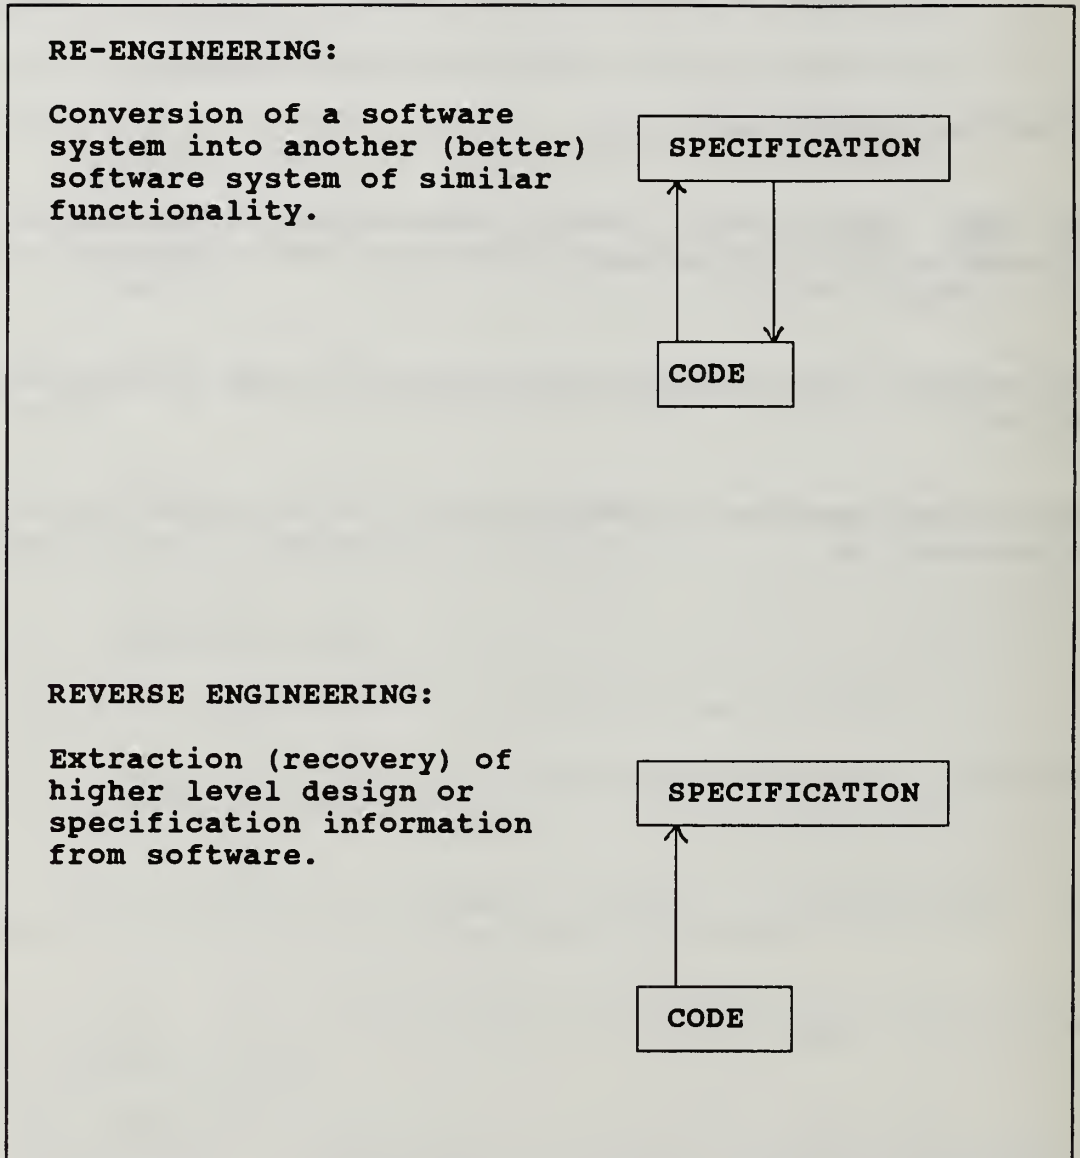 RE-ENGINEERING:
Conversion of a software
system into another (better)
software system of similar
functionality.
SPECIFICATION
CODE
REVERSE ENGINEERING:
Extraction (recovery) of
higher level design or
specification information
from software.
SPECIFICATION
CODE